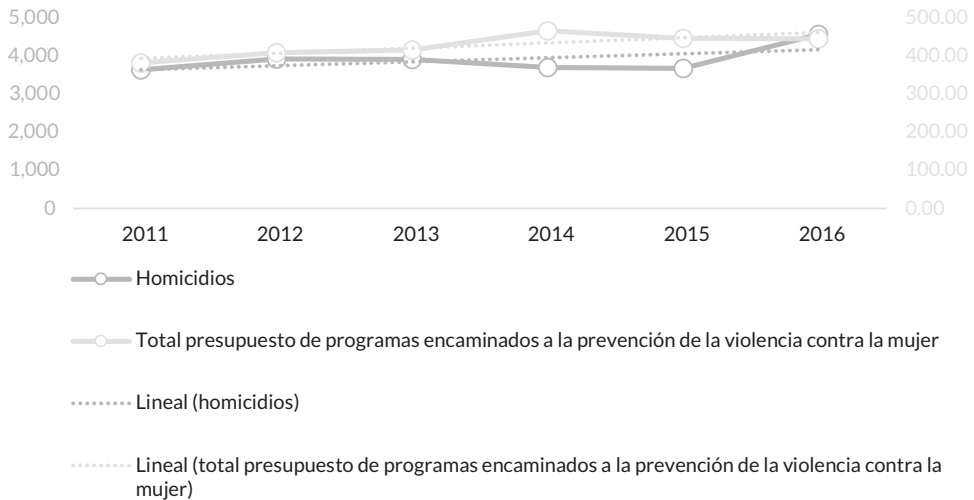 5,000 500.00
4,000 400.00
3,000 300.00
2,000 200.00
1,000 100.00
0 0.00
2011 2012 2013 2014 2015 2016
Homicidios
Total presupuesto de programas encaminados a la prevención de la violencia contra la mujer
Lineal (homicidios)
Lineal (total presupuesto de programas encaminados a la prevención de la violencia contra la
mujer)